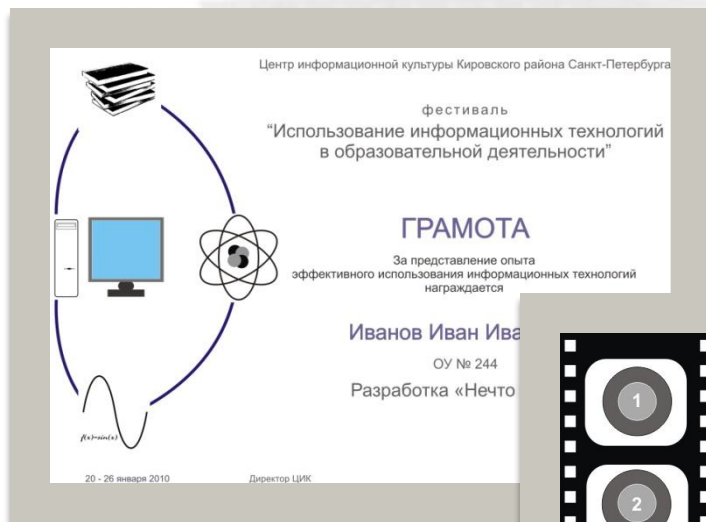 Центр информационной культуры Кировского района Санкт-Петербурга
фестиваль
“Использование информационных технологий
в образовательной деятельности”
ГРАМОТА
За представление опыта
эффективного использования информационных технологий
награждается
Иванов Иван Ива
ОУ № 244
Разработка «Нечто
f(x)=sin(x)
20 - 26 января 2010
Директор ЦИК
1
2